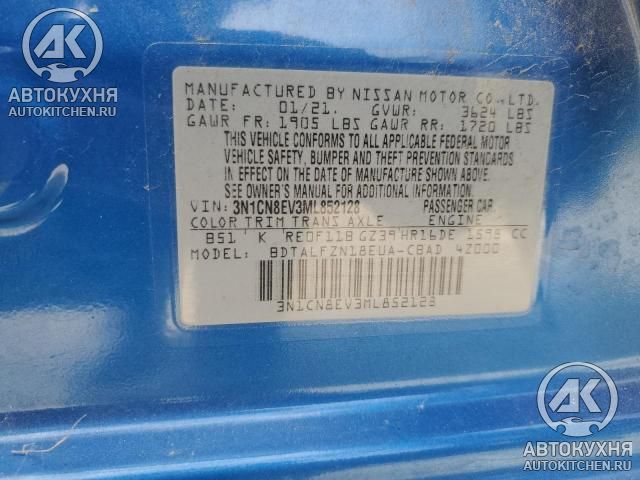 АК
АВТОКУХНЯ
AUTOKITCHEN.RU
MANUFACTURED BY NISSAN MOTOR CO., LTD.
DATE: 01/21. GVWR: 3624 LBS
GAWR FR: 1905 LBS GAWR RR: 1720 LBS
THIS VEHICLE CONFORMS TO ALL APPLICABLE FEDERAL MOTOR
VEHICLE SAFETY, BUMPER AND THEFT PREVENTION STANDARDS
IN EFFECT ON THE DATE OF MANUFACTURE SHOWN ABOVE.
SEE OWNER'S MANUAL FOR ADDITIONAL INFORMATION.
VIN: 3N1CN8EV3ML852128 PASSENGER CAR
COLOR TRIM TRANS AXLE ENGINE
B51 K RE0F11B GZ39 HR16DE 1598 CC
MODEL: BDTALFZN18EUA-CBAD 4Z000
3N1CN8EV3ML852128
АК
АВТОКУХНЯ
AUTOKITCHEN.RU